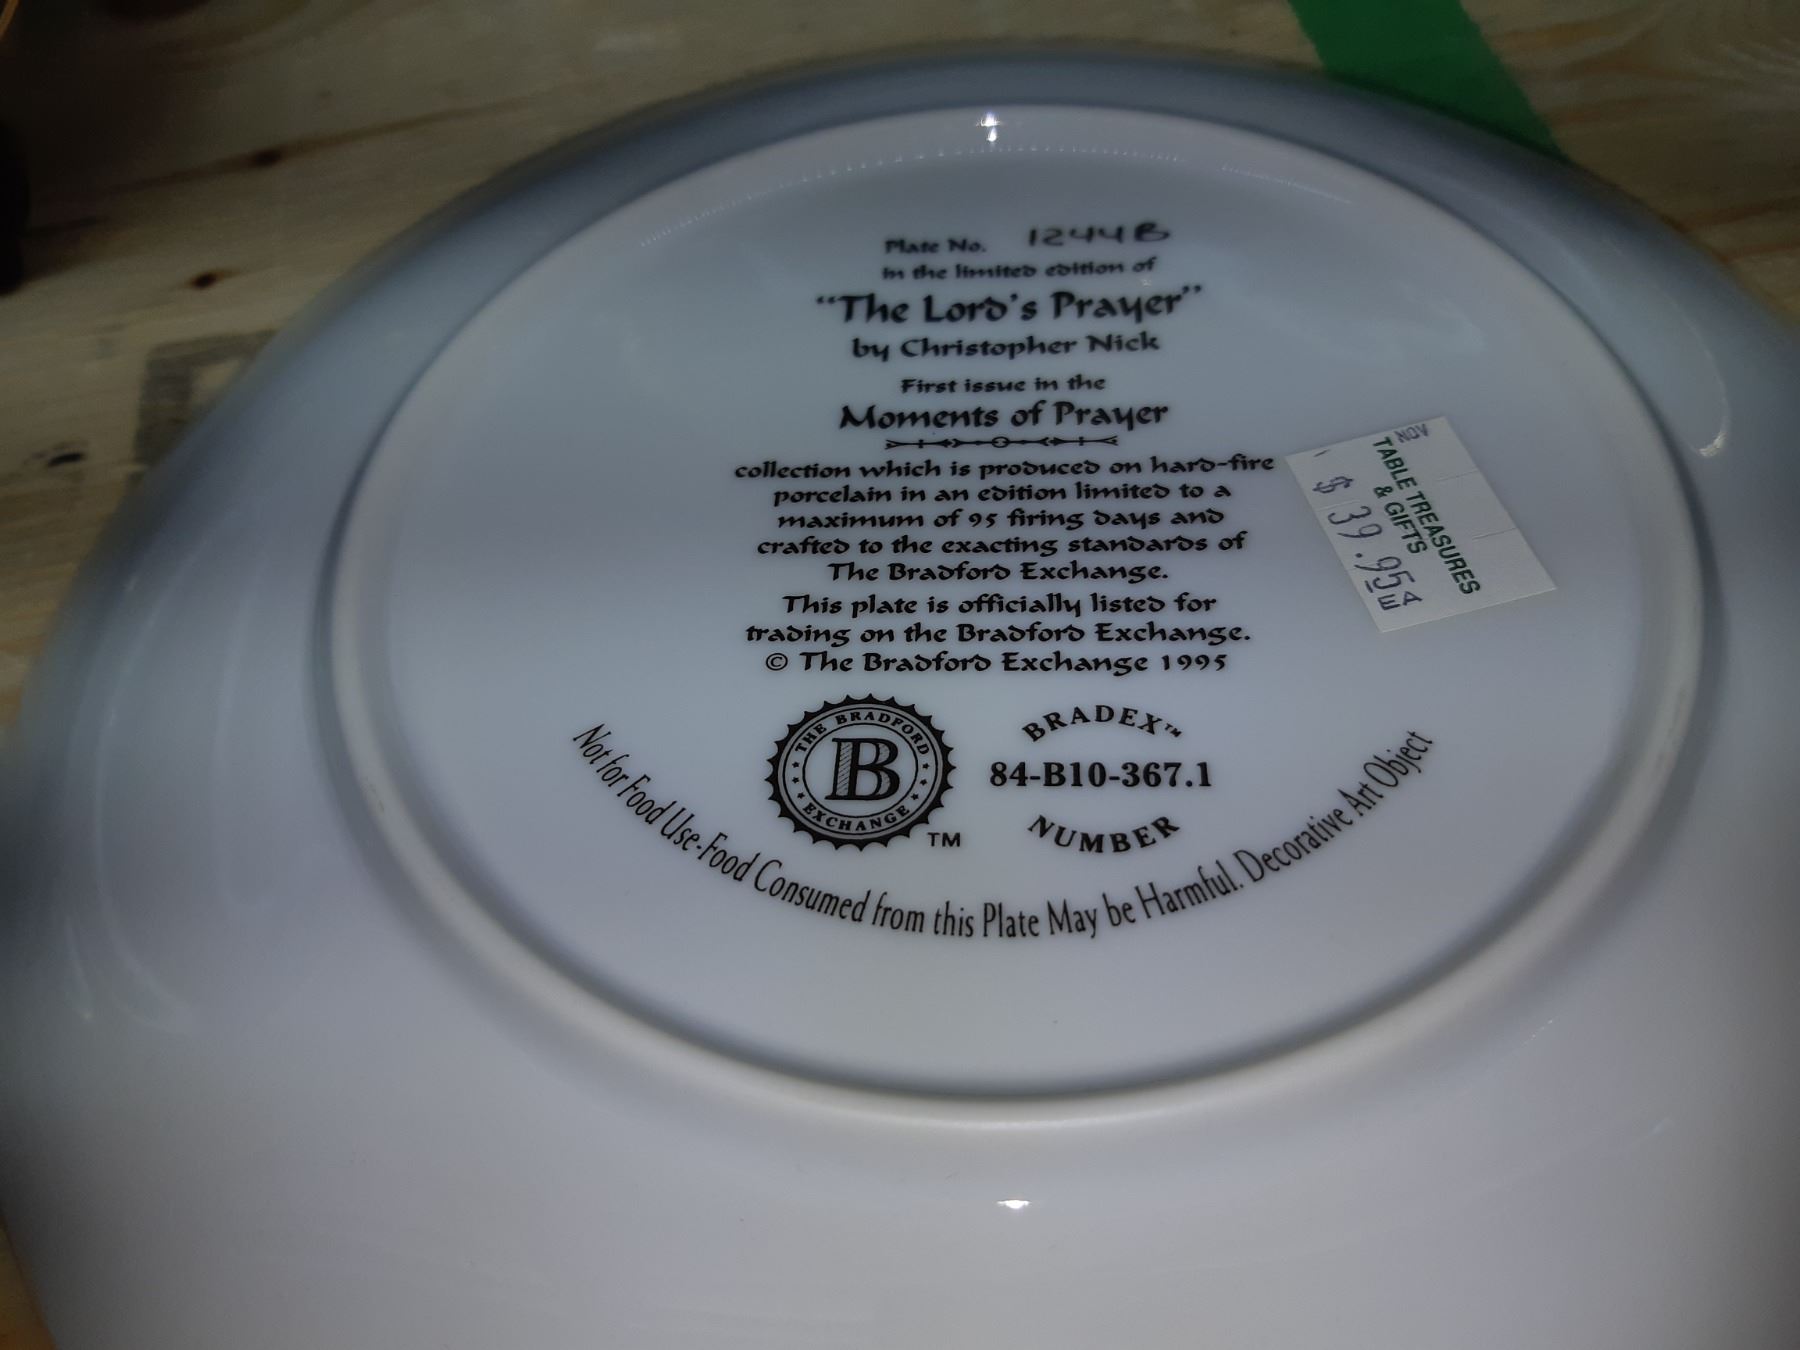 Plate No. 1244B
in the limited edition of
"The Lord's Prayer"
by Christopher Nick
First issue in the
Moments of Prayer
collection which is produced on hard-fire
porcelain in an edition limited to a
maximum of 95 firing days and
crafted to the exacting standards of
The Bradford Exchange.
This plate is officially listed for
trading on the Bradford Exchange.
© The Bradford Exchange 1995
THE BRADFORD
B
EXCHANGE
TM
BRADEX™
84-B10-367.1
NUMBER
Not for Food Use-Food Consumed from this Plate May be Harmful. Decorative Art Object
NOV
TABLE TREASURES
& GIFTS
$39.95